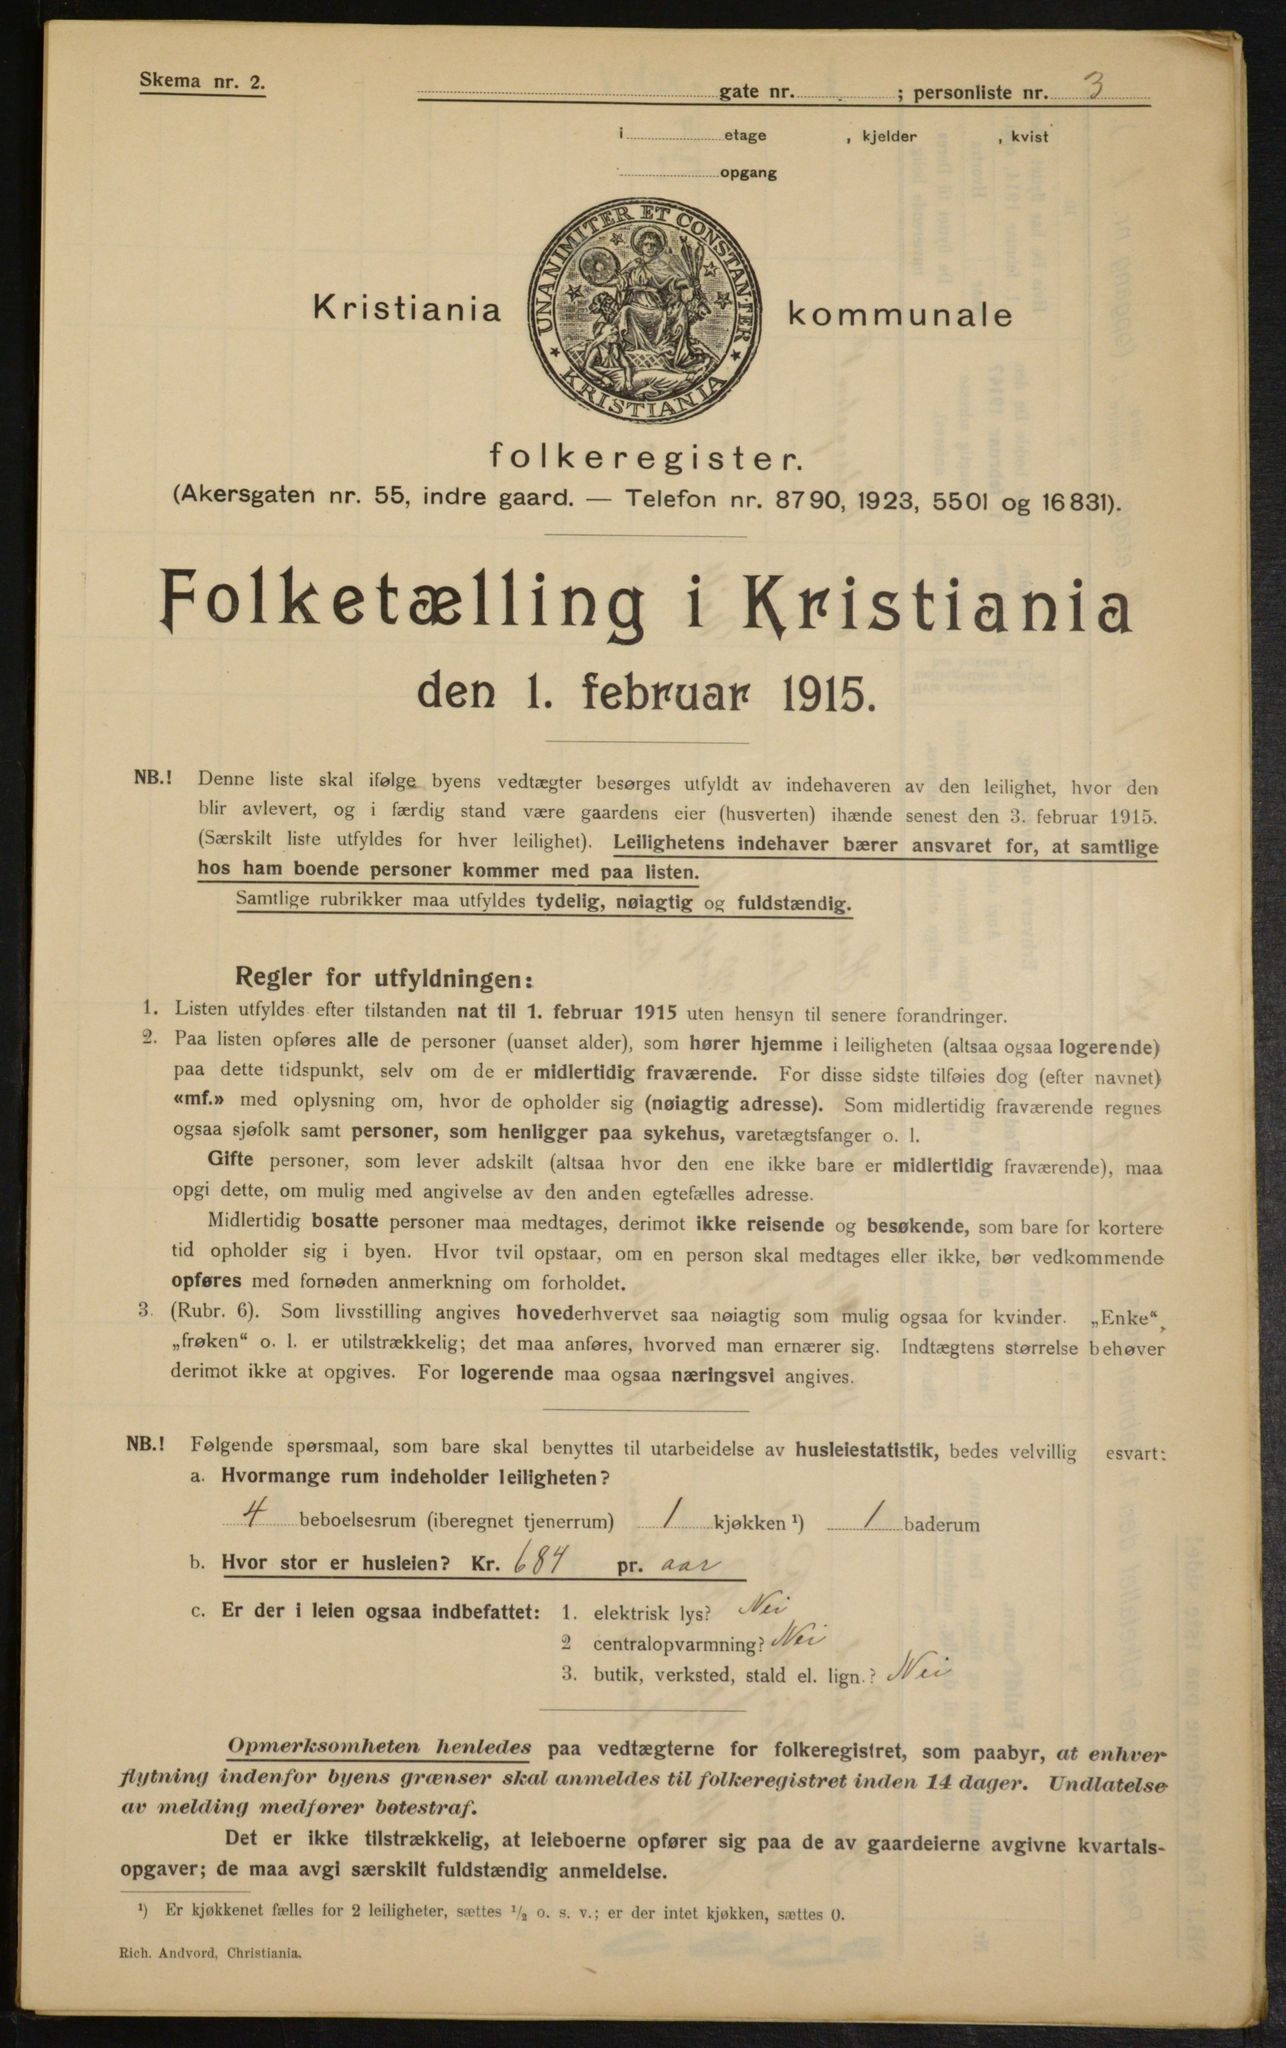 Skema nr. 2.
gate nr. ; personliste nr. 3
i etage , kjelder , kvist
opgang
UNANIMITER ET CONSTANTER
KRISTIANIA
Kristiania kommunale
folkeregister.
(Akersgaten nr. 55, indre gaard. — Telefon nr. 8790, 1923, 5501 og 16831).
Folketælling i Kristiania
den 1. februar 1915.
NB.! Denne liste skal ifølge byens vedtægter besørges utfyldt av indehaveren av den leilighet, hvor den
blir avlevert, og i færdig stand være gaardens eier (husverten) ihænde senest den 3. februar 1915.
(Særskilt liste utfyldes for hver leilighet). Leilighetens indehaver bærer ansvaret for, at samtlige
hos ham boende personer kommer med paa listen.
Samtlige rubrikker maa utfyldes tydelig, nøiagtig og fuldstændig.
Regler for utfyldningen:
1. Listen utfyldes efter tilstanden nat til 1. februar 1915 uten hensyn til senere forandringer.
2. Paa listen opføres alle de personer (uanset alder), som hører hjemme i leiligheten (altsaa ogsaa logerende)
paa dette tidspunkt, selv om de er midlertidig fraværende. For disse sidste tilføies dog (efter navnet)
«mf.» med oplysning om, hvor de opholder sig (nøiagtig adresse). Som midlertidig fraværende regnes
ogsaa sjøfolk samt personer, som henligger paa sykehus, varetægtsfanger o. l.
Gifte personer, som lever adskilt (altsaa hvor den ene ikke bare er midlertidig fraværende), maa
opgi dette, om mulig med angivelse av den anden egtefælles adresse.
Midlertidig bosatte personer maa medtages, derimot ikke reisende og besøkende, som bare for kortere
tid opholder sig i byen. Hvor tvil opstaar, om en person skal medtages eller ikke, bør vedkommende
opføres med fornøden anmerkning om forholdet.
3. (Rubr. 6). Som livsstilling angives hovederhvervet saa nøiagtig som mulig ogsaa for kvinder. „Enke“,
„frøken“ o. l. er utilstrækkelig; det maa anføres, hvorved man ernærer sig. Indtægtens størrelse behøver
derimot ikke at opgives. For logerende maa ogsaa næringsvei angives.
NB.! Følgende spørsmaal, som bare skal benyttes til utarbeidelse av husleiestatistik, bedes velvillig esvart:
a. Hvormange rum indeholder leiligheten?
4 beboelsesrum (iberegnet tjenerrum) 1 kjøkken ¹) 1 baderum
b. Hvor stor er husleien? Kr. 684 pr. aar
c. Er der i leien ogsaa indbefattet: 1. elektrisk lys? Nei
2 centralopvarmning? Nei
3. butik, verksted, stald el. lign.? Nei
Opmerksomheten henledes paa vedtægterne for folkeregistret, som paabyr, at enhver
flytning indenfor byens grænser skal anmeldes til folkeregistret inden 14 dager. Undlatelse
av melding medfører bøtestraf.
Det er ikke tilstrækkelig, at leieboerne opfører sig paa de av gaardeierne avgivne kvartals-
opgaver; de maa avgi særskilt fuldstændig anmeldelse.
¹) Er kjøkkenet fælles for 2 leiligheter, sættes ½ o. s. v.; er der intet kjøkken, sættes 0.
Rich. Andvord, Christiania.